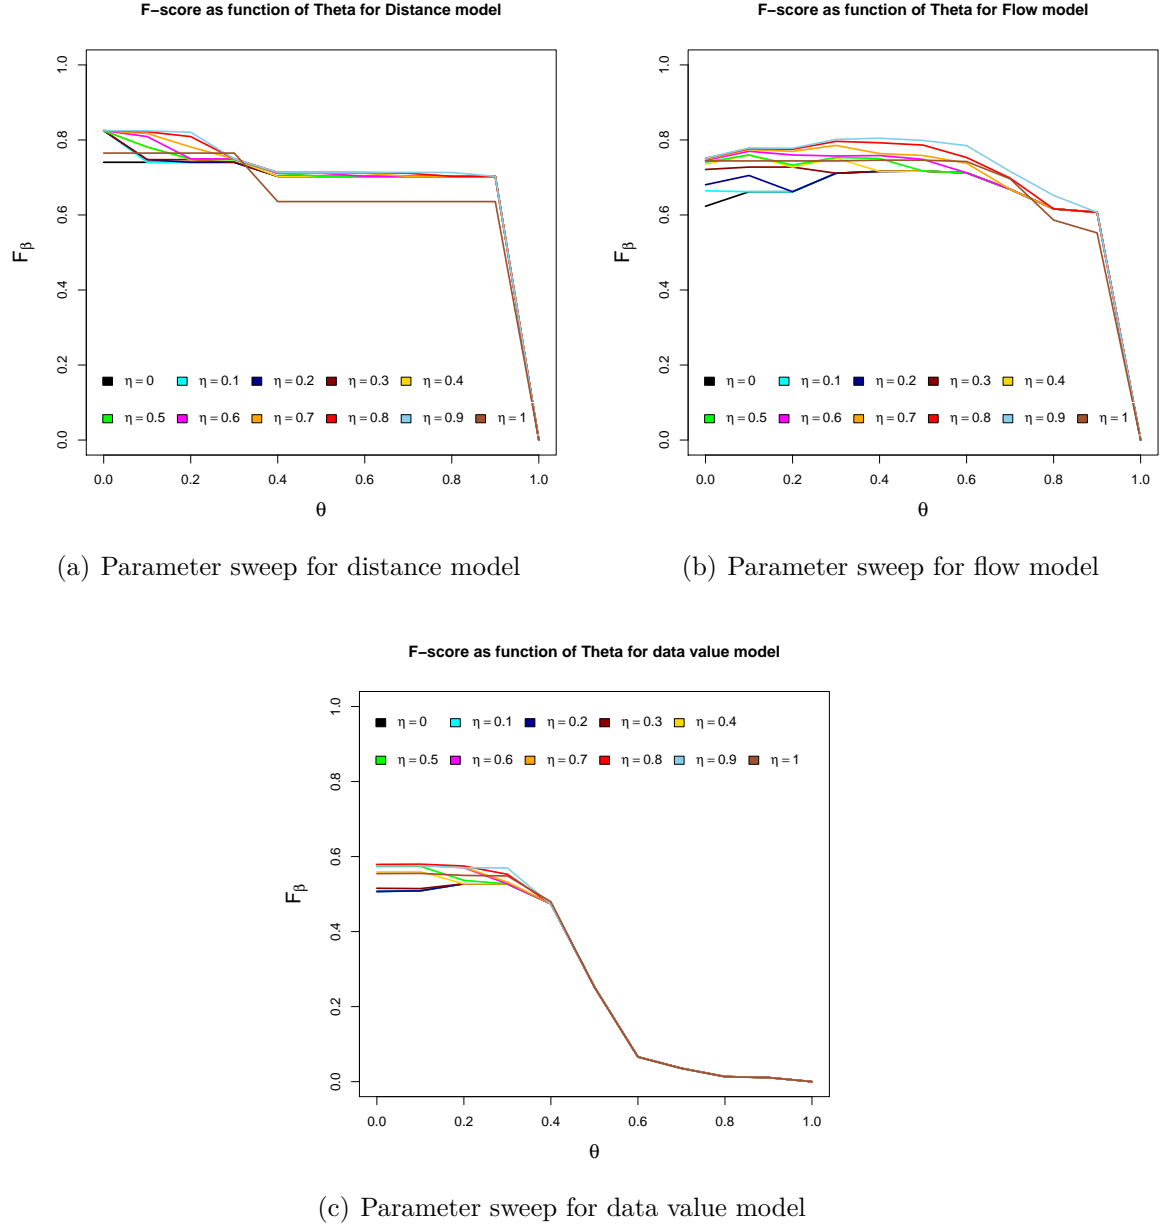 F−score as function of Theta for Distance model
1.0
0.8
0.6
0.4
0.2
0.0
Fβ
η = 0 η = 0.1 η = 0.2 η = 0.3 η = 0.4
η = 0.5 η = 0.6 η = 0.7 η = 0.8 η = 0.9 η = 1
0.0 0.2 0.4 0.6 0.8 1.0
θ
(a) Parameter sweep for distance model
F−score as function of Theta for Flow model
1.0
0.8
0.6
0.4
0.2
0.0
Fβ
η = 0 η = 0.1 η = 0.2 η = 0.3 η = 0.4
η = 0.5 η = 0.6 η = 0.7 η = 0.8 η = 0.9 η = 1
0.0 0.2 0.4 0.6 0.8 1.0
θ
(b) Parameter sweep for flow model
F−score as function of Theta for data value model
η = 0 η = 0.1 η = 0.2 η = 0.3 η = 0.4
η = 0.5 η = 0.6 η = 0.7 η = 0.8 η = 0.9 η = 1
1.0
0.8
0.6
0.4
0.2
0.0
Fβ
0.0 0.2 0.4 0.6 0.8 1.0
θ
(c) Parameter sweep for data value model